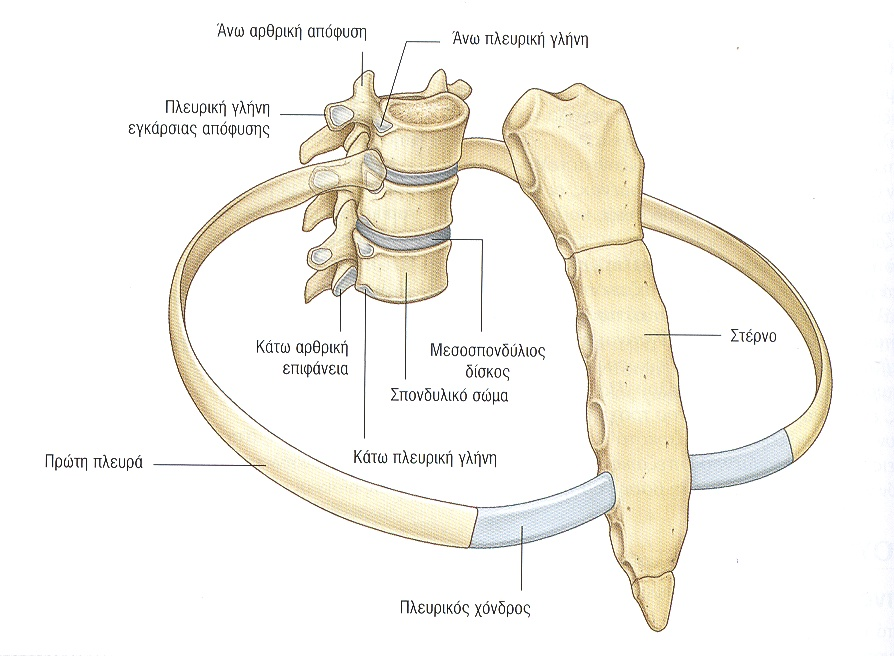 Άνω αρθρική απόφυση
Άνω πλευρική γλήνη
Πλευρική γλήνη
εγκάρσιας απόφυσης
Κάτω αρθρική
επιφάνεια
Μεσοσπονδύλιος
δίσκος
Στέρνο
Σπονδυλικό σώμα
Πρώτη πλευρά
Κάτω πλευρική γλήνη
Πλευρικός χόνδρος